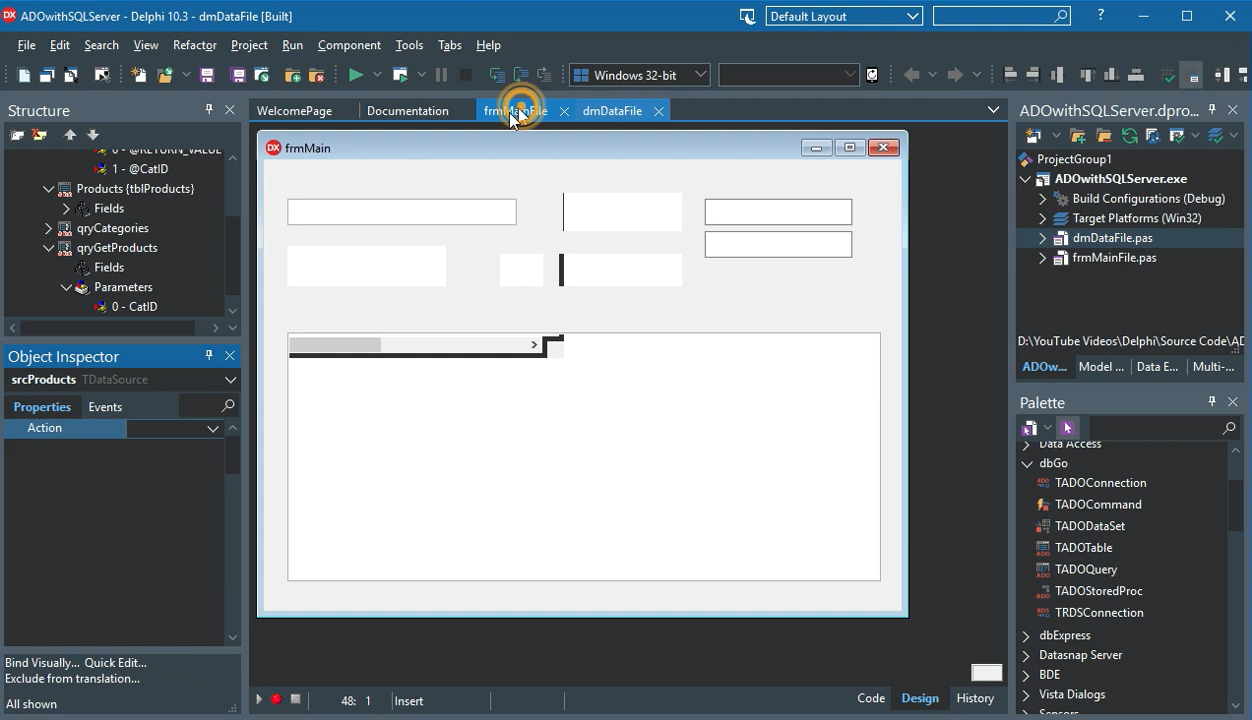 ADOwithSQLServer - Delphi 10.3 - dmDataFile [Built]
Default Layout
File Edit Search View Refactor Project Run Component Tools Tabs Help
Windows 32-bit
Structure
0 - @RETURN_VALUE
1 - @CatID
Products {tblProducts}
Fields
qryCategories
qryGetProducts
Fields
Parameters
0 - CatID
Object Inspector
srcProducts TDataSource
Properties Events
Action
Bind Visually... Quick Edit...
Exclude from translation...
All shown
WelcomePage Documentation frmMainFile dmDataFile
frmMain
48: 1 Insert
Code Design History
ADOwithSQLServer.dpro...
ProjectGroup1
ADOwithSQLServer.exe
Build Configurations (Debug)
Target Platforms (Win32)
dmDataFile.pas
frmMainFile.pas
D:\YouTube Videos\Delphi\Source Code\AD
ADOw... Model ... Data E... Multi-...
Palette
Data Access
dbGo
TADOConnection
TADOCommand
TADODataSet
TADOTable
TADOQuery
TADOStoredProc
TRDSConnection
dbExpress
Datasnap Server
BDE
Vista Dialogs
Sensors